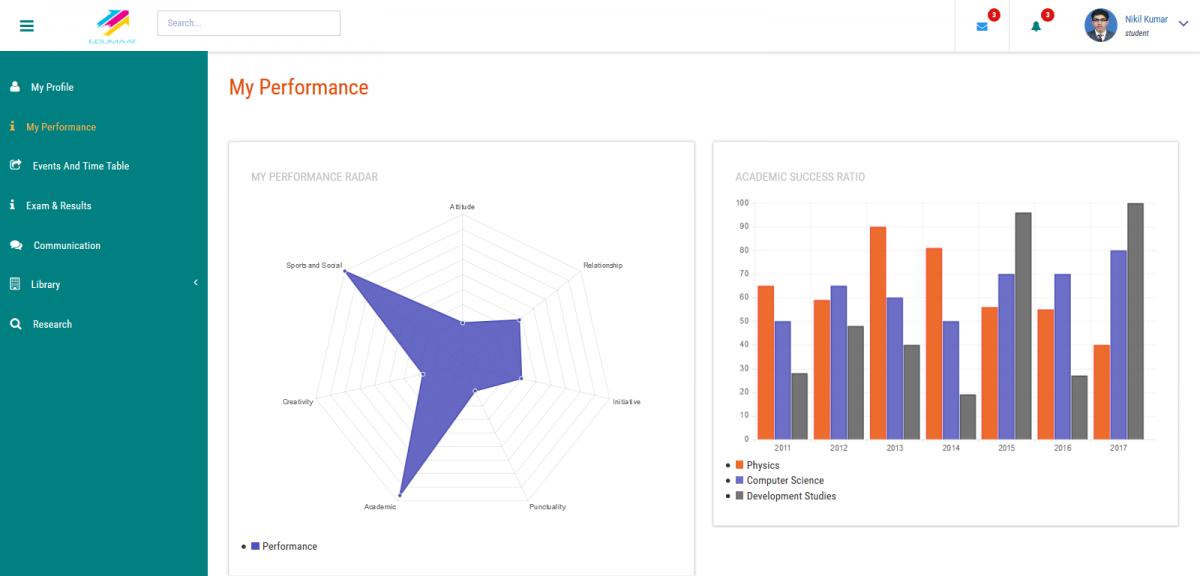 EDUMAAT
Search...
3
3
Nikil Kumar
student
My Profile
My Performance
Events And Time Table
Exam & Results
Communication
Library
Research
My Performance
MY PERFORMANCE RADAR
Attitude
Sports and Social
Relationship
Creativity
Initiative
Academic
Punctuality
Performance
ACADEMIC SUCCESS RATIO
100
90
80
70
60
50
40
30
20
10
0
2011 2012 2013 2014 2015 2016 2017
Physics
Computer Science
Development Studies